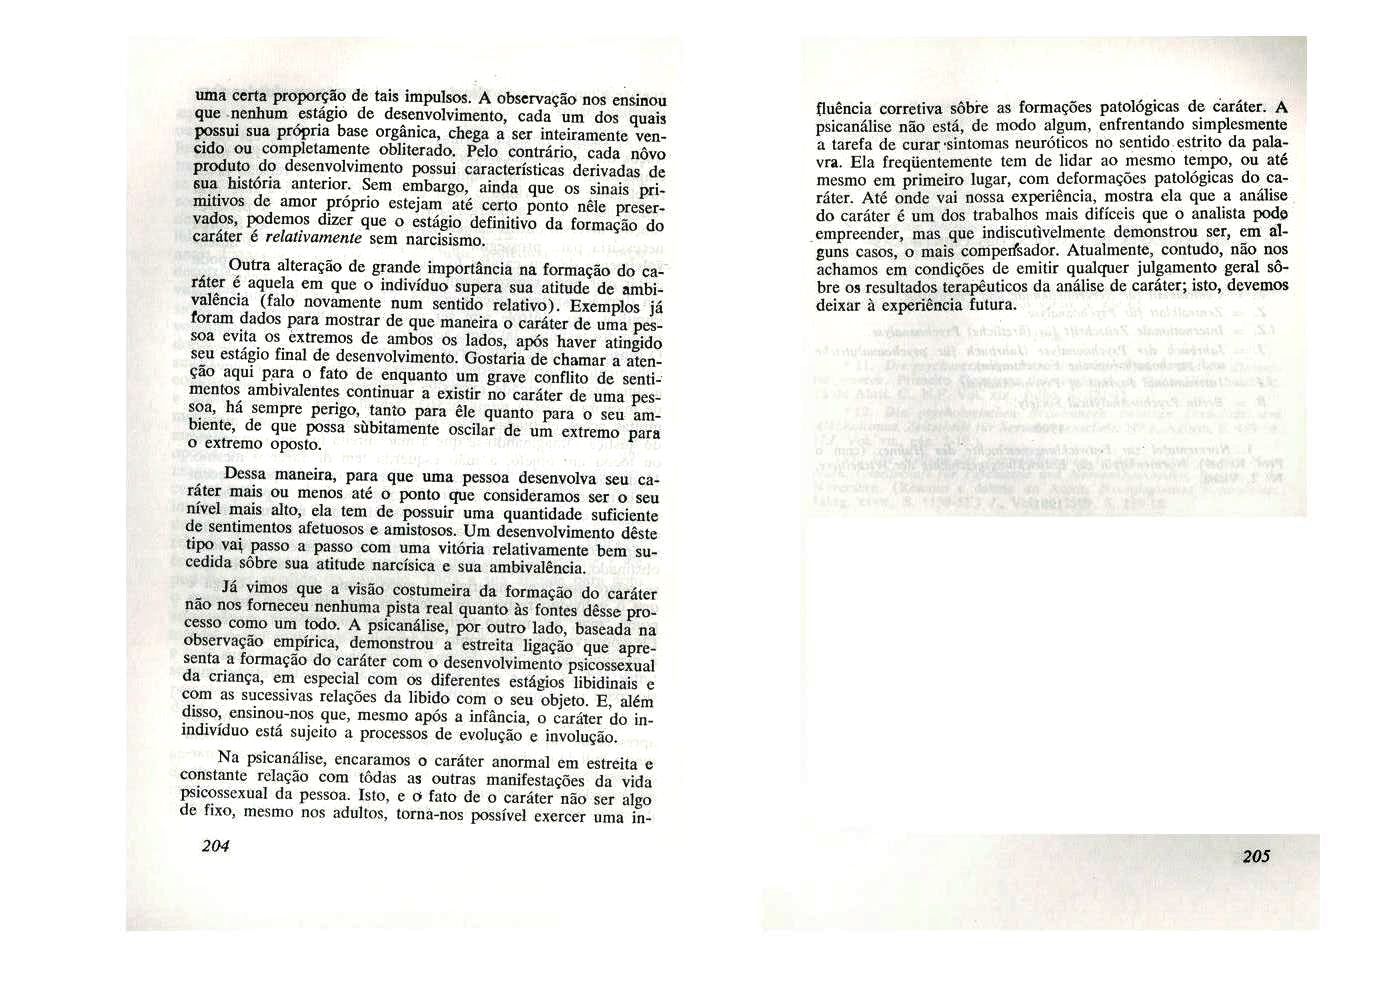 uma certa proporção de tais impulsos. A observação nos ensinou
que nenhum estágio de desenvolvimento, cada um dos quais
possui sua própria base orgânica, chega a ser inteiramente ven-
cido ou completamente obliterado. Pelo contrário, cada nôvo
produto do desenvolvimento possui características derivadas de
sua história anterior. Sem embargo, ainda que os sinais pri-
mitivos de amor próprio estejam até certo ponto nêle preser-
vados, podemos dizer que o estágio definitivo da formação do
caráter é relativamente sem narcisismo.
Outra alteração de grande importância na formação do ca-
ráter é aquela em que o indivíduo supera sua atitude de ambi-
valência (falo novamente num sentido relativo). Exemplos já
foram dados para mostrar de que maneira o caráter de uma pes-
soa evita os extremos de ambos os lados, após haver atingido
seu estágio final de desenvolvimento. Gostaria de chamar a aten-
ção aqui para o fato de enquanto um grave conflito de senti-
mentos ambivalentes continuar a existir no caráter de uma pes-
soa, há sempre perigo, tanto para êle quanto para o seu am-
biente, de que possa sùbitamente oscilar de um extremo para
o extremo oposto.
Dessa maneira, para que uma pessoa desenvolva seu ca-
ráter mais ou menos até o ponto que consideramos ser o seu
nível mais alto, ela tem de possuir uma quantidade suficiente
de sentimentos afetuosos e amistosos. Um desenvolvimento dêste
tipo vai passo a passo com uma vitória relativamente bem su-
cedida sôbre sua atitude narcísica e sua ambivalência.
Já vimos que a visão costumeira da formação do caráter
não nos forneceu nenhuma pista real quanto às fontes dêsse pro-
cesso como um todo. A psicanálise, por outro lado, baseada na
observação empírica, demonstrou a estreita ligação que apre-
senta a formação do caráter com o desenvolvimento psicossexual
da criança, em especial com os diferentes estágios libidinais e
com as sucessivas relações da libido com o seu objeto. E, além
disso, ensinou-nos que, mesmo após a infância, o caráter do in-
indivíduo está sujeito a processos de evolução e involução.
Na psicanálise, encaramos o caráter anormal em estreita e
constante relação com tôdas as outras manifestações da vida
psicossexual da pessoa. Isto, e o fato de o caráter não ser algo
de fixo, mesmo nos adultos, torna-nos possível exercer uma in-
204
fluência corretiva sôbre as formações patológicas de caráter. A
psicanálise não está, de modo algum, enfrentando simplesmente
a tarefa de curar sintomas neuróticos no sentido estrito da pala-
vra. Ela freqüentemente tem de lidar ao mesmo tempo, ou até
mesmo em primeiro lugar, com deformações patológicas do ca-
ráter. Até onde vai nossa experiência, mostra ela que a análise
do caráter é um dos trabalhos mais difíceis que o analista pode
empreender, mas que indiscutìvelmente demonstrou ser, em al-
guns casos, o mais compensador. Atualmente, contudo, não nos
achamos em condições de emitir qualquer julgamento geral sô-
bre os resultados terapêuticos da análise de caráter; isto, devemos
deixar à experiência futura.
205